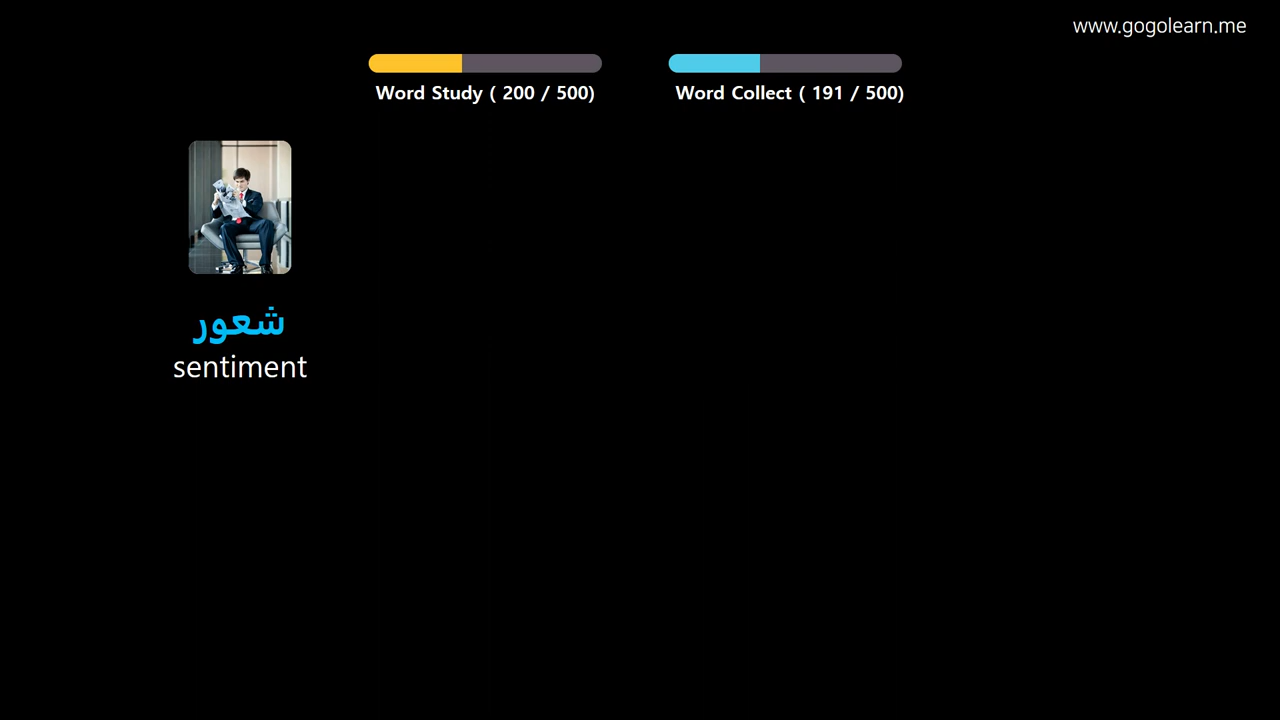 www.gogolearn.me
Word Study ( 200 / 500)
Word Collect ( 191 / 500)
شعور
sentiment